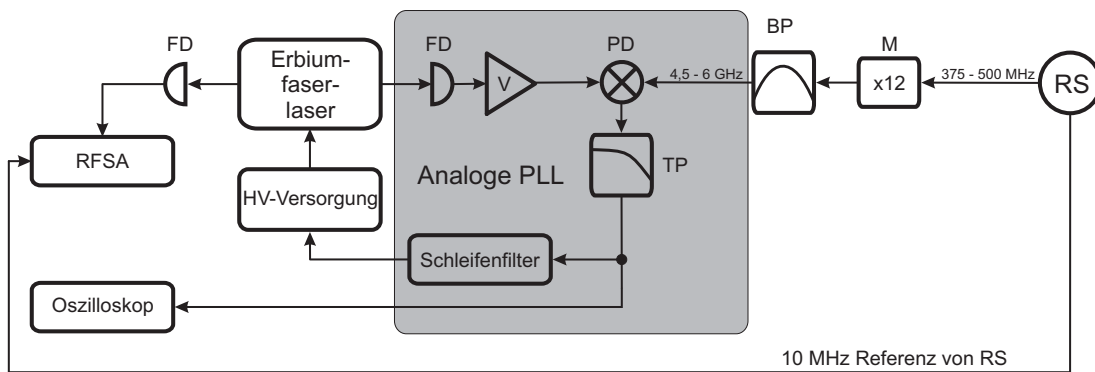 BP
FD
Erbium-
faser-
laser
FD
PD
M
V
4,5 - 6 GHz
x12
375 - 500 MHz
RS
RFSA
Analoge PLL
TP
HV-Versorgung
Schleifenfilter
Oszilloskop
10 MHz Referenz von RS